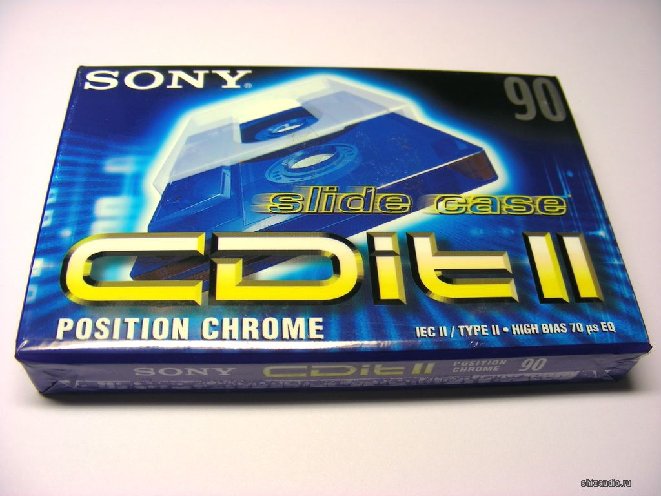 SONY®
90
slide case
CDit II
POSITION CHROME
IEC II / TYPE II • HIGH BIAS 70 µs EQ
SONY CDit II POSITION CHROME 90